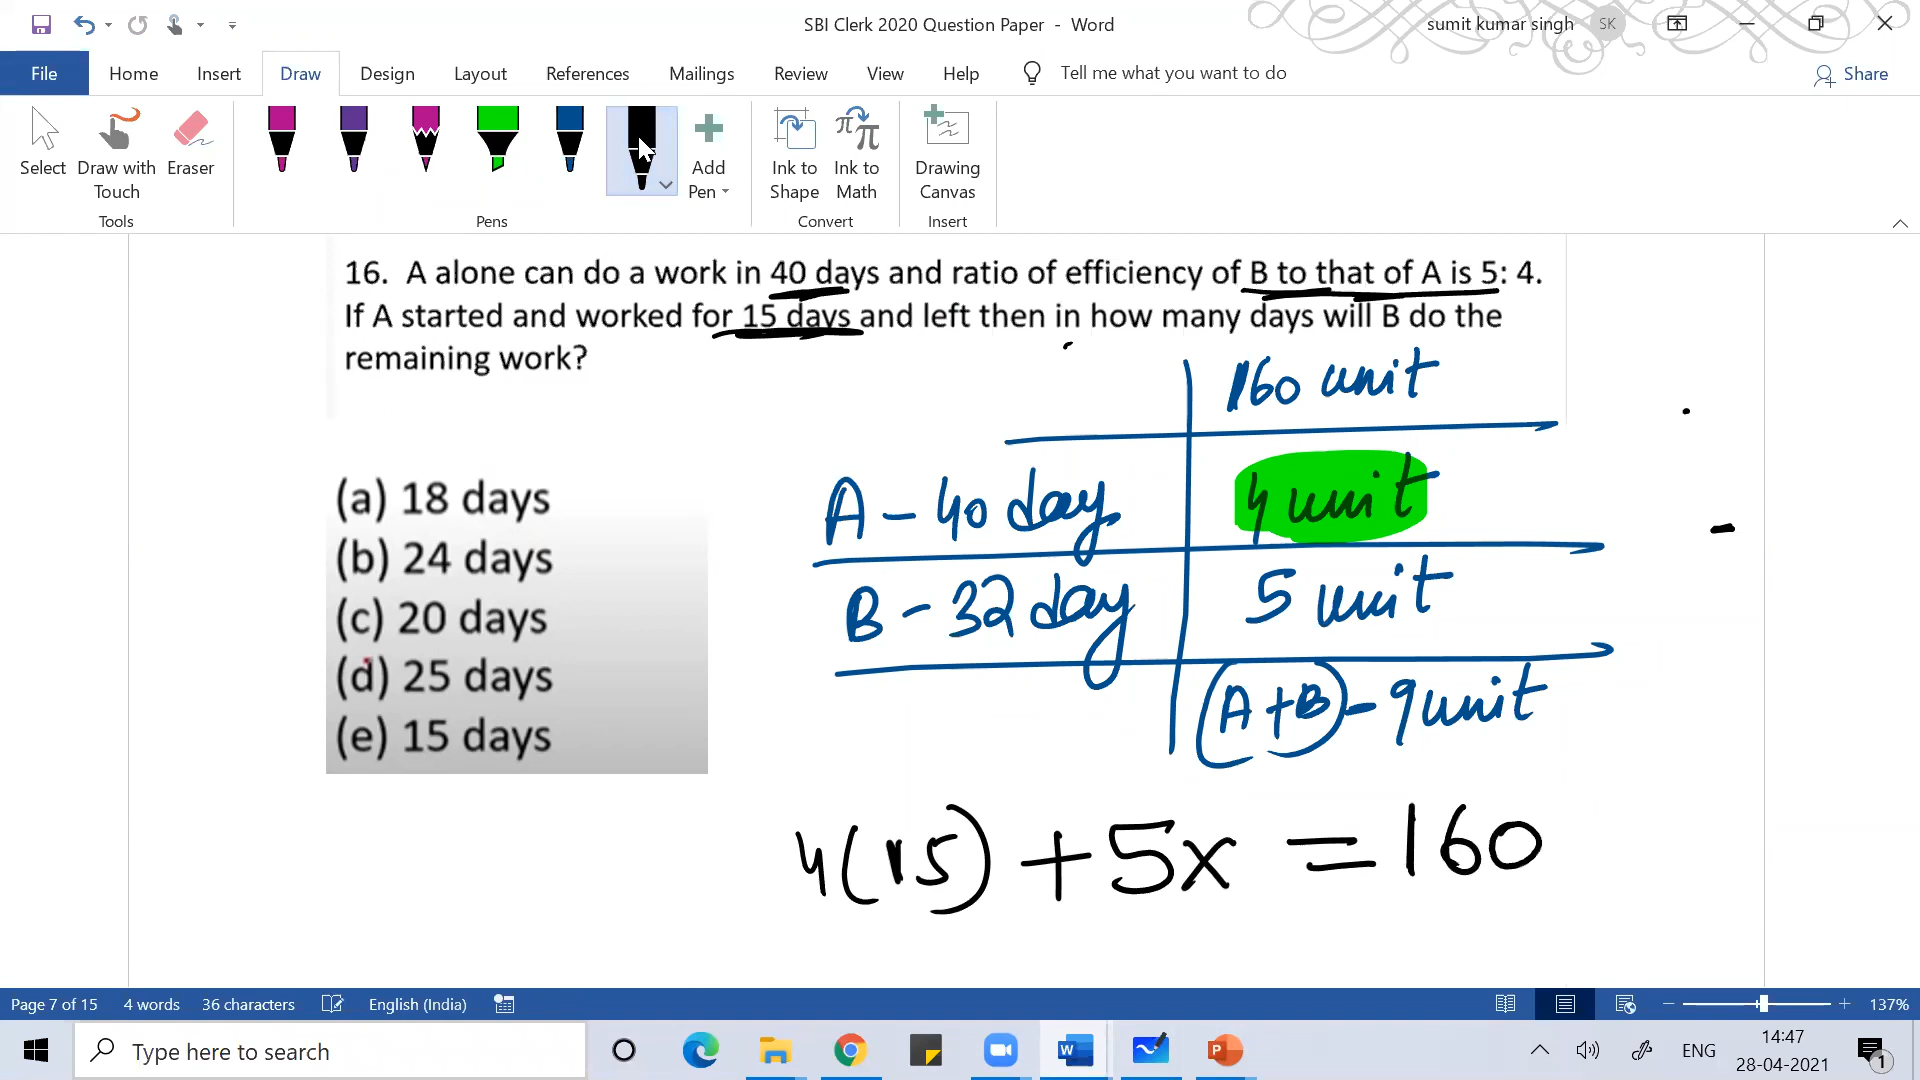 SBI Clerk 2020 Question Paper - Word
sumit kumar singh
SK
File Home Insert Draw Design Layout References Mailings Review View Help Tell me what you want to do Share
Select
Draw with Touch
Eraser
Add Pen
Ink to Shape
Ink to Math
Drawing Canvas
Tools Pens Convert Insert
16. A alone can do a work in 40 days and ratio of efficiency of B to that of A is 5: 4.
If A started and worked for 15 days and left then in how many days will B do the
remaining work?
160 unit
(a) 18 days
(b) 24 days
(c) 20 days
(d) 25 days
(e) 15 days
A - 40 day 4 unit
B - 32 day 5 unit
(A+B) - 9 unit
4(15) + 5x = 160
Page 7 of 15 4 words 36 characters English (India) 137%
Type here to search
ENG
14:47
28-04-2021
1